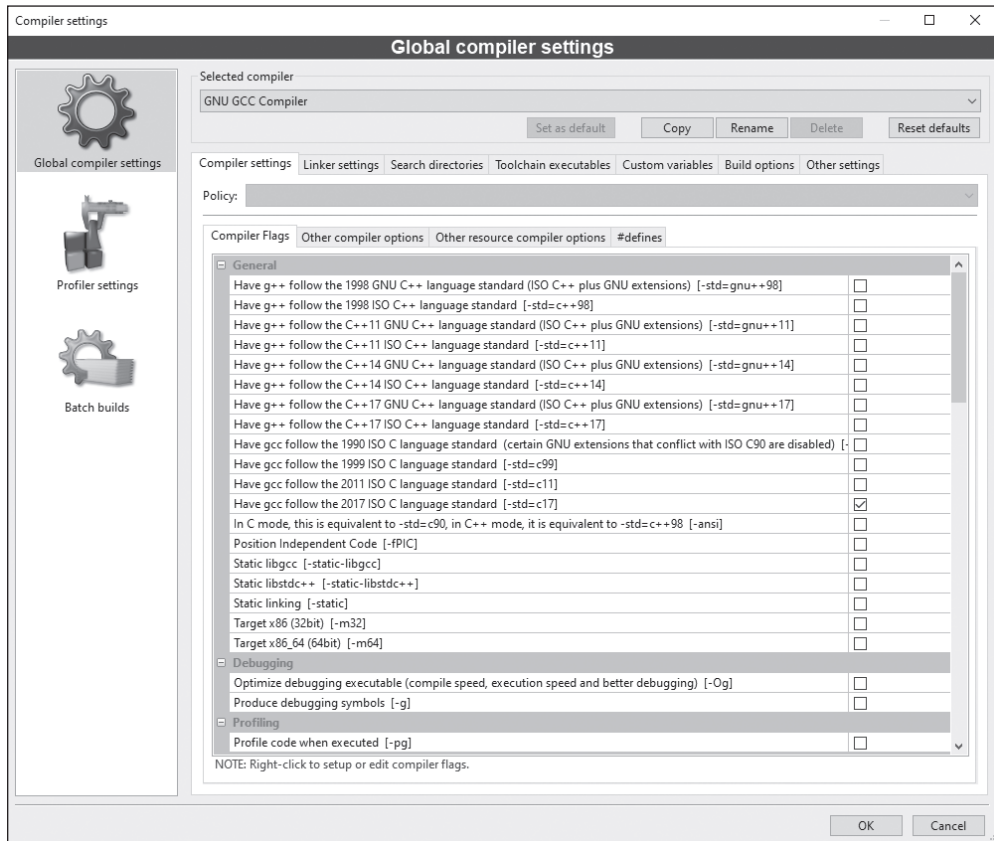 Compiler settings
Global compiler settings
Global compiler settings
Profiler settings
Batch builds
Selected compiler
GNU GCC Compiler
Set as default
Copy
Rename
Delete
Reset defaults
Compiler settings
Linker settings
Search directories
Toolchain executables
Custom variables
Build options
Other settings
Policy:
Compiler Flags
Other compiler options
Other resource compiler options
#defines
General
Have g++ follow the 1998 GNU C++ language standard (ISO C++ plus GNU extensions) [-std=gnu++98]
Have g++ follow the 1998 ISO C++ language standard [-std=c++98]
Have g++ follow the C++11 GNU C++ language standard (ISO C++ plus GNU extensions) [-std=gnu++11]
Have g++ follow the C++11 ISO C++ language standard [-std=c++11]
Have g++ follow the C++14 GNU C++ language standard (ISO C++ plus GNU extensions) [-std=gnu++14]
Have g++ follow the C++14 ISO C++ language standard [-std=c++14]
Have g++ follow the C++17 GNU C++ language standard (ISO C++ plus GNU extensions) [-std=gnu++17]
Have g++ follow the C++17 ISO C++ language standard [-std=c++17]
Have gcc follow the 1990 ISO C language standard (certain GNU extensions that conflict with ISO C90 are disabled) [-
Have gcc follow the 1999 ISO C language standard [-std=c99]
Have gcc follow the 2011 ISO C language standard [-std=c11]
Have gcc follow the 2017 ISO C language standard [-std=c17]
In C mode, this is equivalent to -std=c90, in C++ mode, it is equivalent to -std=c++98 [-ansi]
Position Independent Code [-fPIC]
Static libgcc [-static-libgcc]
Static libstdc++ [-static-libstdc++]
Static linking [-static]
Target x86 (32bit) [-m32]
Target x86_64 (64bit) [-m64]
Debugging
Optimize debugging executable (compile speed, execution speed and better debugging) [-Og]
Produce debugging symbols [-g]
Profiling
Profile code when executed [-pg]
NOTE: Right-click to setup or edit compiler flags.
OK
Cancel